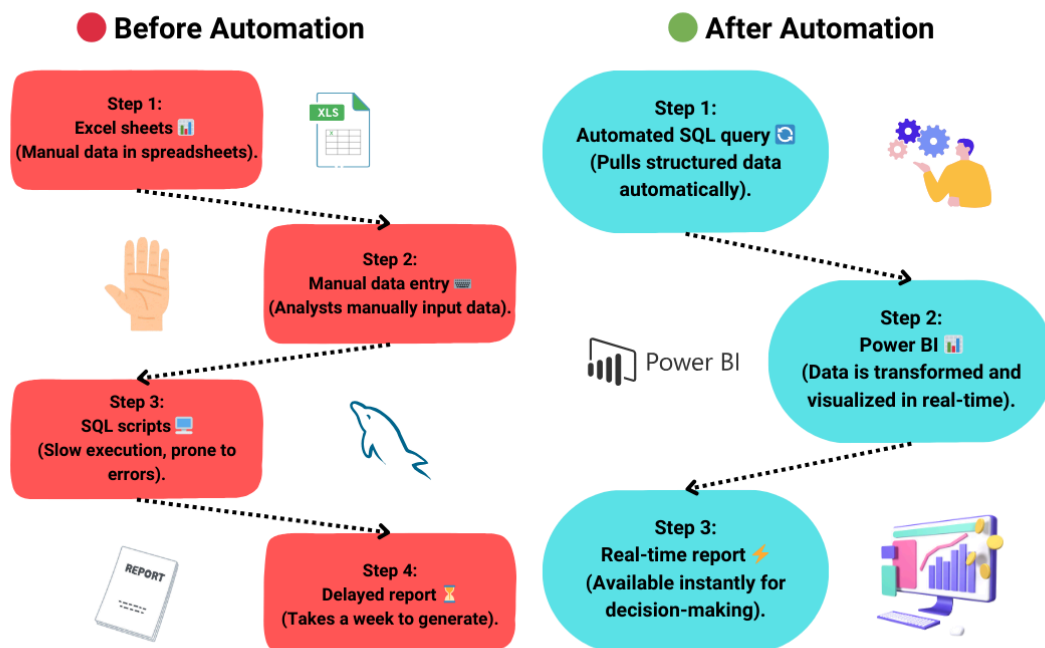 🔴 Before Automation
Step 1:
Excel sheets 📊
(Manual data in spreadsheets).
XLS
X
Step 2:
Manual data entry ⌨️
(Analysts manually input data).
Step 3:
SQL scripts 🖥️
(Slow execution, prone to
errors).
REPORT
Step 4:
Delayed report ⏳
(Takes a week to generate).
🟢 After Automation
Step 1:
Automated SQL query 🔄
(Pulls structured data
automatically).
Step 2:
Power BI 📊
(Data is transformed and
visualized in real-time).
Power BI
Step 3:
Real-time report ⚡
(Available instantly for
decision-making).